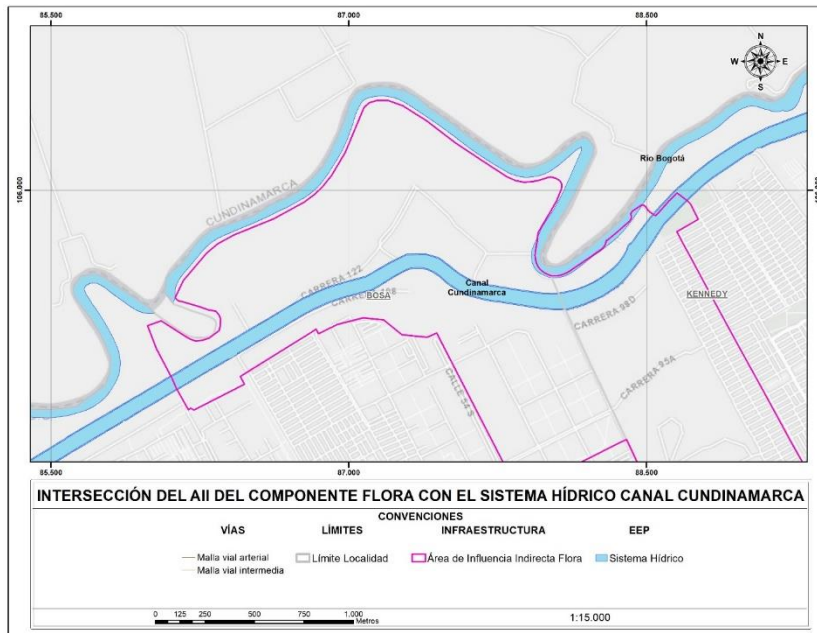 85.500 87.000 88.500
N
W E
S
Río Bogotá
106.000
CUNDINAMARCA
CARRERA 122
Canal
Cundinamarca
CARRERA 108
BOSA
KENNEDY
CARRERA 98D
CARRERA 95A
CALLE 54 S
85.500 87.000 88.500
INTERSECCIÓN DEL AII DEL COMPONENTE FLORA CON EL SISTEMA HÍDRICO CANAL CUNDINAMARCA
CONVENCIONES
VÍAS LÍMITES INFRAESTRUCTURA EEP
Malla vial arterial Límite Localidad Área de Influencia Indirecta Flora Sistema Hídrico
Malla vial intermedia
0 125 250 500 750 1.000
Metros
1:15.000